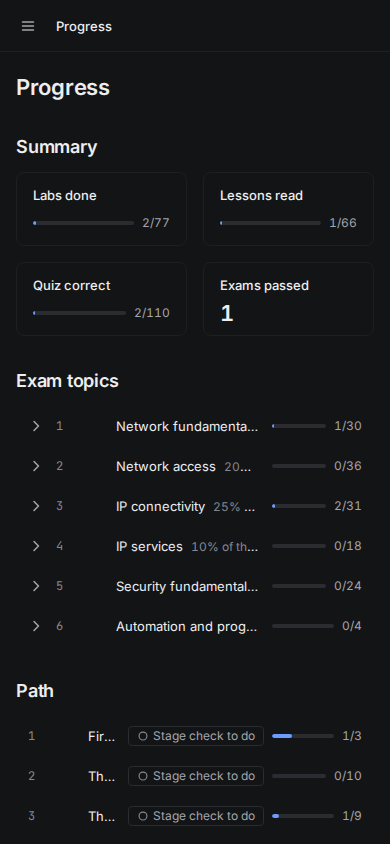 Progress
Progress
Summary
Labs done
2/77
Lessons read
1/66
Quiz correct
2/110
Exams passed
1
Exam topics
1 Network fundamenta... 1/30
2 Network access 20... 0/36
3 IP connectivity 25% ... 2/31
4 IP services 10% of th... 0/18
5 Security fundamental... 0/24
6 Automation and prog... 0/4
Path
1 Fir... Stage check to do 1/3
2 Th... Stage check to do 0/10
3 Th... Stage check to do 1/9